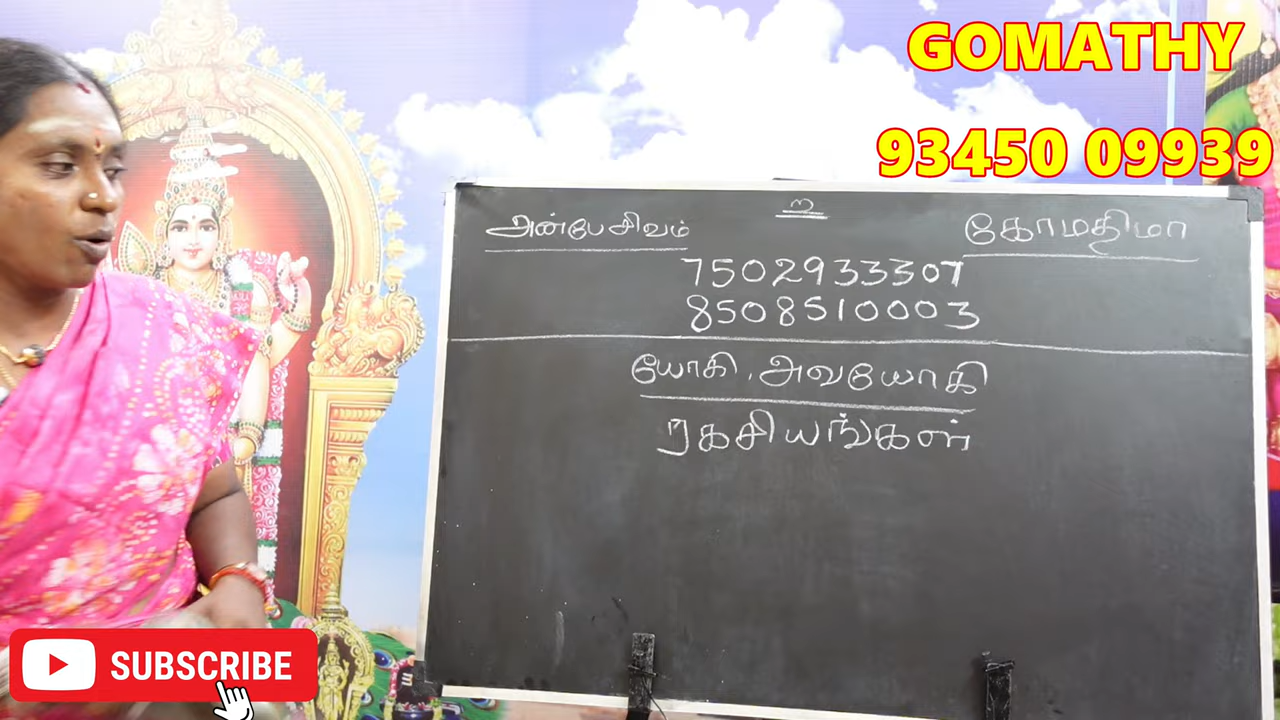 GOMATHY
93450 09939
உ
அன்பே சிவம்
கோமதிமா
7502933307
8508510003
யோகி, அவயோகி
ரகசியங்கள்
SUBSCRIBE